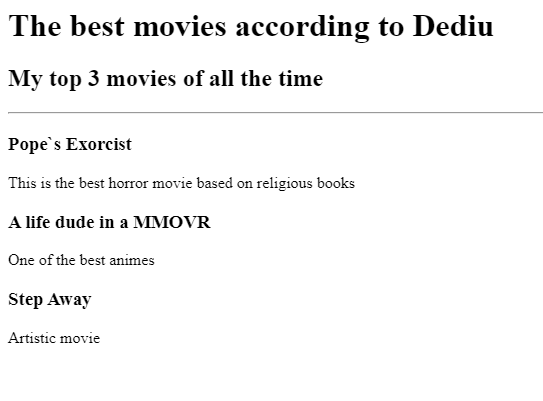 The best movies according to Dediu
My top 3 movies of all the time
Pope`s Exorcist
This is the best horror movie based on religious books
A life dude in a MMOVR
One of the best animes
Step Away
Artistic movie